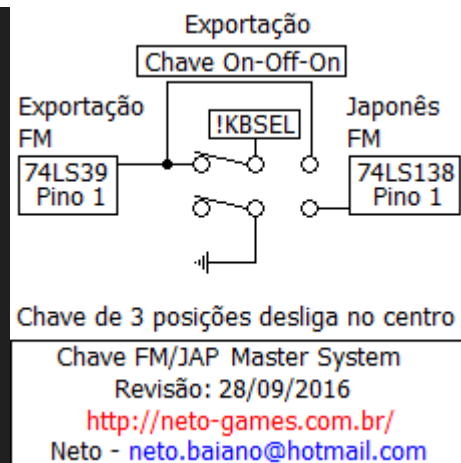 Exportação
Chave On-Off-On
Exportação
FM
74LS39
Pino 1
!KBSEL
Japonês
FM
74LS138
Pino 1
Chave de 3 posições desliga no centro
Chave FM/JAP Master System
Revisão: 28/09/2016
http://neto-games.com.br/
Neto - neto.baiano@hotmail.com